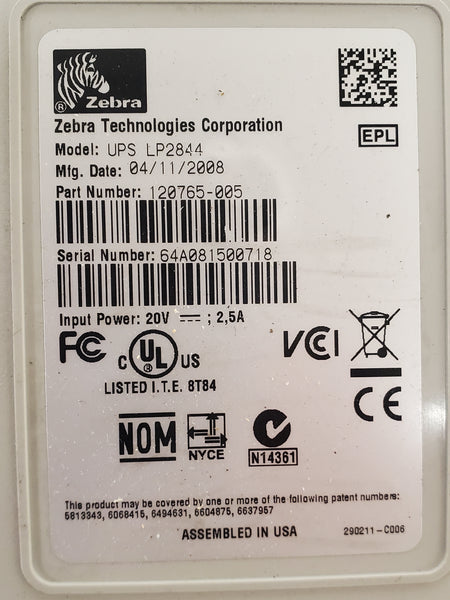 Zebra
Zebra Technologies Corporation
EPL
Model: UPS LP2844
Mfg. Date: 04/11/2008
Part Number: 120765-005
Serial Number: 64A081500718
Input Power: 20V ⎓ ; 2,5A
FC
C UL US
VCCI
LISTED I.T.E. 8T84
CE
NOM
NYCE
N14361
This product may be covered by one or more of the following patent numbers:
5813343, 6068415, 6494631, 6604875, 6637957
ASSEMBLED IN USA
290211-C006